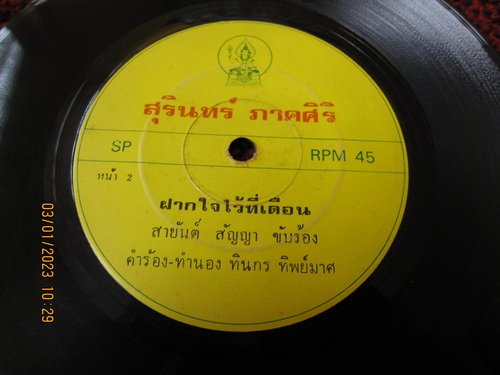 สุรินทร์ ภาคศิริ
SP
RPM 45
หน้า 2
ฝากใจไว้ที่เดือน
สายันต์ สัญญา ขับร้อง
คำร้อง-ทำนอง ทินกร ทิพย์มาศ
03/01/2023 10:29